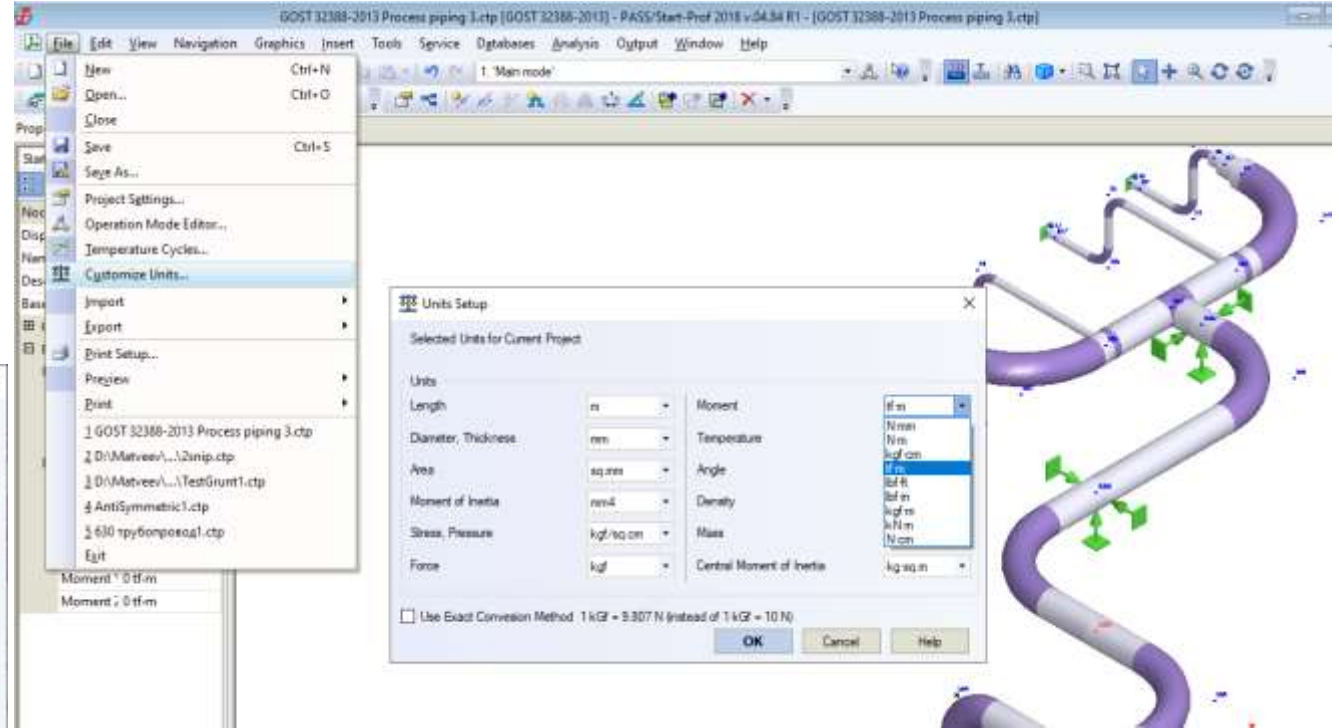 GOST 32388-2013 Process piping 3.ctp [GOST 32388-2013] - PASS/Start-Prof 2018 v.04.84 R1 - [GOST 32388-2013 Process piping 3.ctp]
File Edit View Navigation Graphics Insert Tools Service Databases Analysis Output Window Help
1. 'Main mode'
New Ctrl+N
Open... Ctrl+O
Close
Save Ctrl+S
Save As...
Project Settings...
Operation Mode Editor...
Temperature Cycles...
Customize Units...
Import
Export
Print Setup...
Preview
Print
1 GOST 32388-2013 Process piping 3.ctp
2 D:\Matveev\...\2snip.ctp
3 D:\Matveev\...\TestGrunt1.ctp
4 AntiSymmetric1.ctp
5 630 трубопровод1.ctp
Exit
Prop
Star
Disp
Nam
Des
Base
Moment 0 tf·m
Moment 0 tf·m
Units Setup
Selected Units for Current Project
Units
Length m
Diameter, Thickness mm
Area sq.mm
Moment of Inertia mm4
Stress, Pressure kgf/sq.cm
Force kgf
Moment tf·m
Temperature
Angle
Density
Mass
Central Moment of Inertia kg·sq.m
N·mm
N·m
kgf·cm
tf·m
lbf·ft
lbf·in
kgf·m
kN·m
N·cm
Use Exact Convesion Method 1 kGf = 9.807 N (instead of 1 kGf = 10 N)
OK Cancel Help